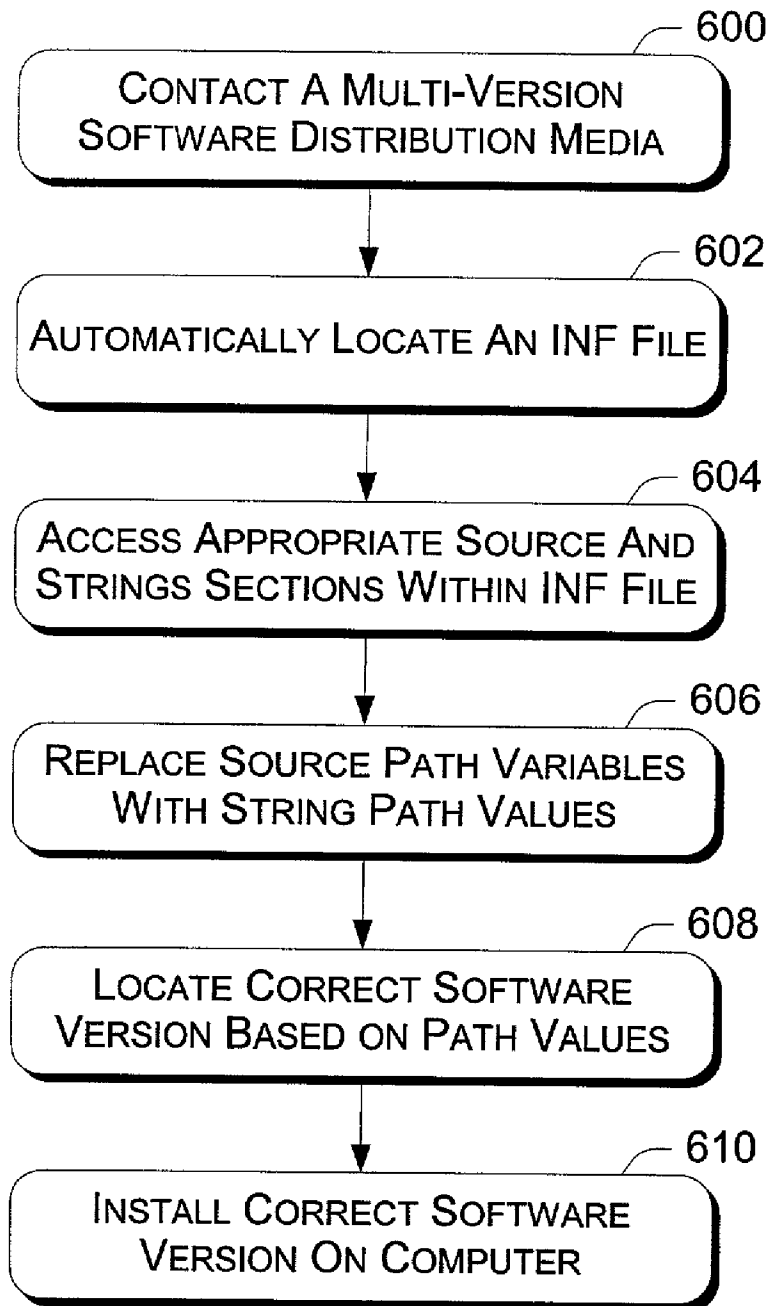 600
CONTACT A MULTI-VERSION
SOFTWARE DISTRIBUTION MEDIA
602
AUTOMATICALLY LOCATE AN INF FILE
604
ACCESS APPROPRIATE SOURCE AND
STRINGS SECTIONS WITHIN INF FILE
606
REPLACE SOURCE PATH VARIABLES
WITH STRING PATH VALUES
608
LOCATE CORRECT SOFTWARE
VERSION BASED ON PATH VALUES
610
INSTALL CORRECT SOFTWARE
VERSION ON COMPUTER